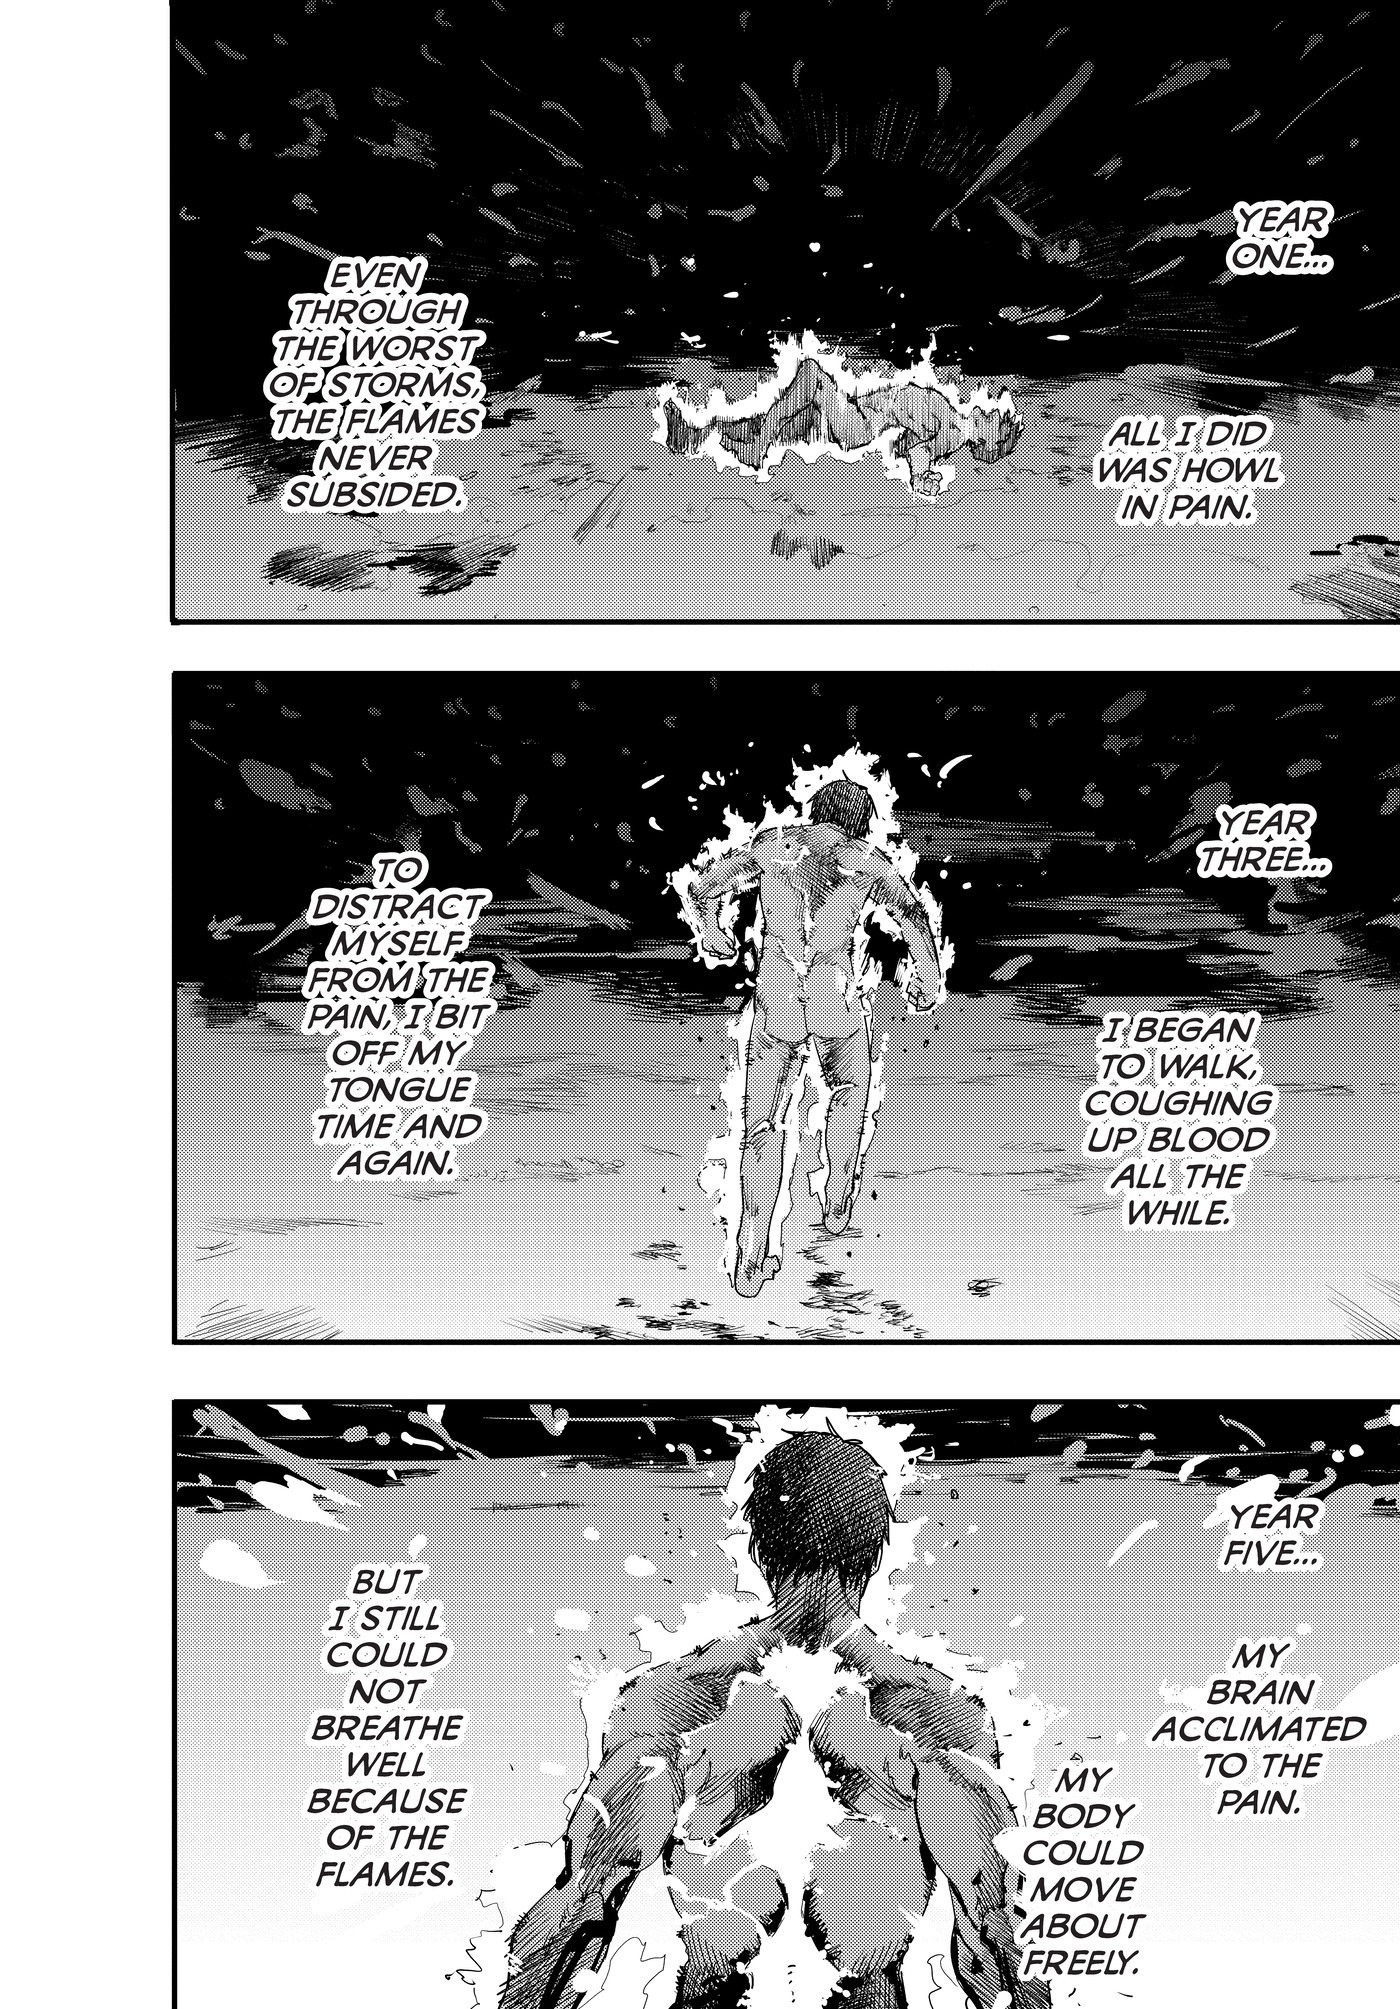 YEAR
ONE...
ALL I DID
WAS HOWL
IN PAIN.
EVEN
THROUGH
THE WORST
OF STORMS,
THE FLAMES
NEVER
SUBSIDED.
YEAR
THREE...
I BEGAN
TO WALK,
COUGHING
UP BLOOD
ALL THE
WHILE.
TO
DISTRACT
MYSELF
FROM THE
PAIN, I BIT
OFF MY
TONGUE
TIME AND
AGAIN.
YEAR
FIVE...
MY
BRAIN
ACCLIMATED
TO THE
PAIN.
MY
BODY
COULD
MOVE
ABOUT
FREELY.
BUT
I STILL
COULD
NOT
BREATHE
WELL
BECAUSE
OF THE
FLAMES.